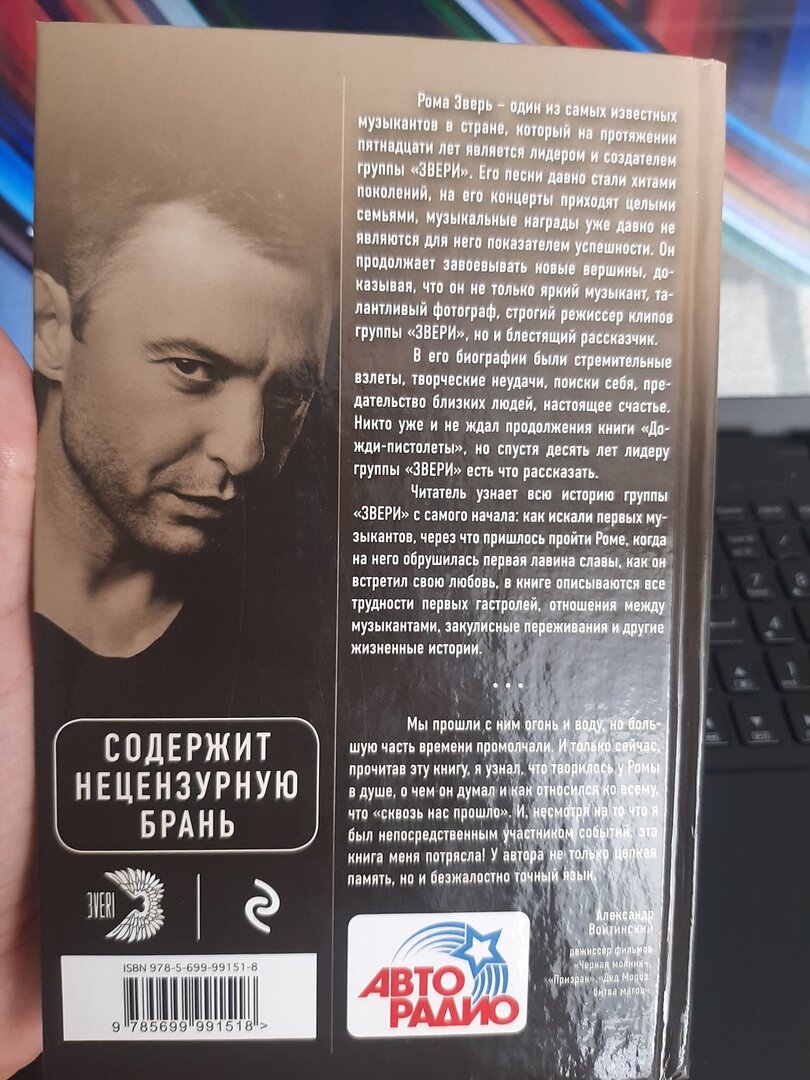 Рома Зверь – один из самых известных
музыкантов в стране, который на протяжении
пятнадцати лет является лидером и создателем
группы «ЗВЕРИ». Его песни давно стали хитами
поколений, на его концерты приходят целыми
семьями, музыкальные награды уже давно не
являются для него показателем успешности. Он
продолжает завоевывать новые вершины, до-
казывая, что он не только яркий музыкант, та-
лантливый фотограф, строгий режиссер клипов
группы «ЗВЕРИ», но и блестящий рассказчик.
В его биографии были стремительные
взлеты, творческие неудачи, поиски себя, пре-
дательство близких людей, настоящее счастье.
Никто уже и не ждал продолжения книги «До-
жди-пистолеты», но спустя десять лет лидеру
группы «ЗВЕРИ» есть что рассказать.
Читатель узнает всю историю группы
«ЗВЕРИ» с самого начала: как искали первых му-
зыкантов, через что пришлось пройти Роме, когда
на него обрушилась первая лавина славы, как он
встретил свою любовь, в книге описываются все
трудности первых гастролей, отношения между
музыкантами, закулисные переживания и другие
жизненные истории.
• • •
Мы прошли с ним огонь и воду, но боль-
шую часть времени промолчали. И только сейчас,
прочитав эту книгу, я узнал, что творилось у Ромы
в душе, о чем он думал и как относился ко всему,
что «сквозь нас прошло». И, несмотря на то что я
был непосредственным участником событий, эта
книга меня потрясла! У автора не только цепкая
память, но и безжалостно точный язык.
Александр
Войтинский
режиссер фильмов
«Черная молния»,
«Призрак», «Дед Мороз.
битва магов»
СОДЕРЖИТ
НЕЦЕНЗУРНУЮ
БРАНЬ
ЗVERI
ISBN 978-5-699-99151-8
9 785699 991518 >
АВТО
РАДИО